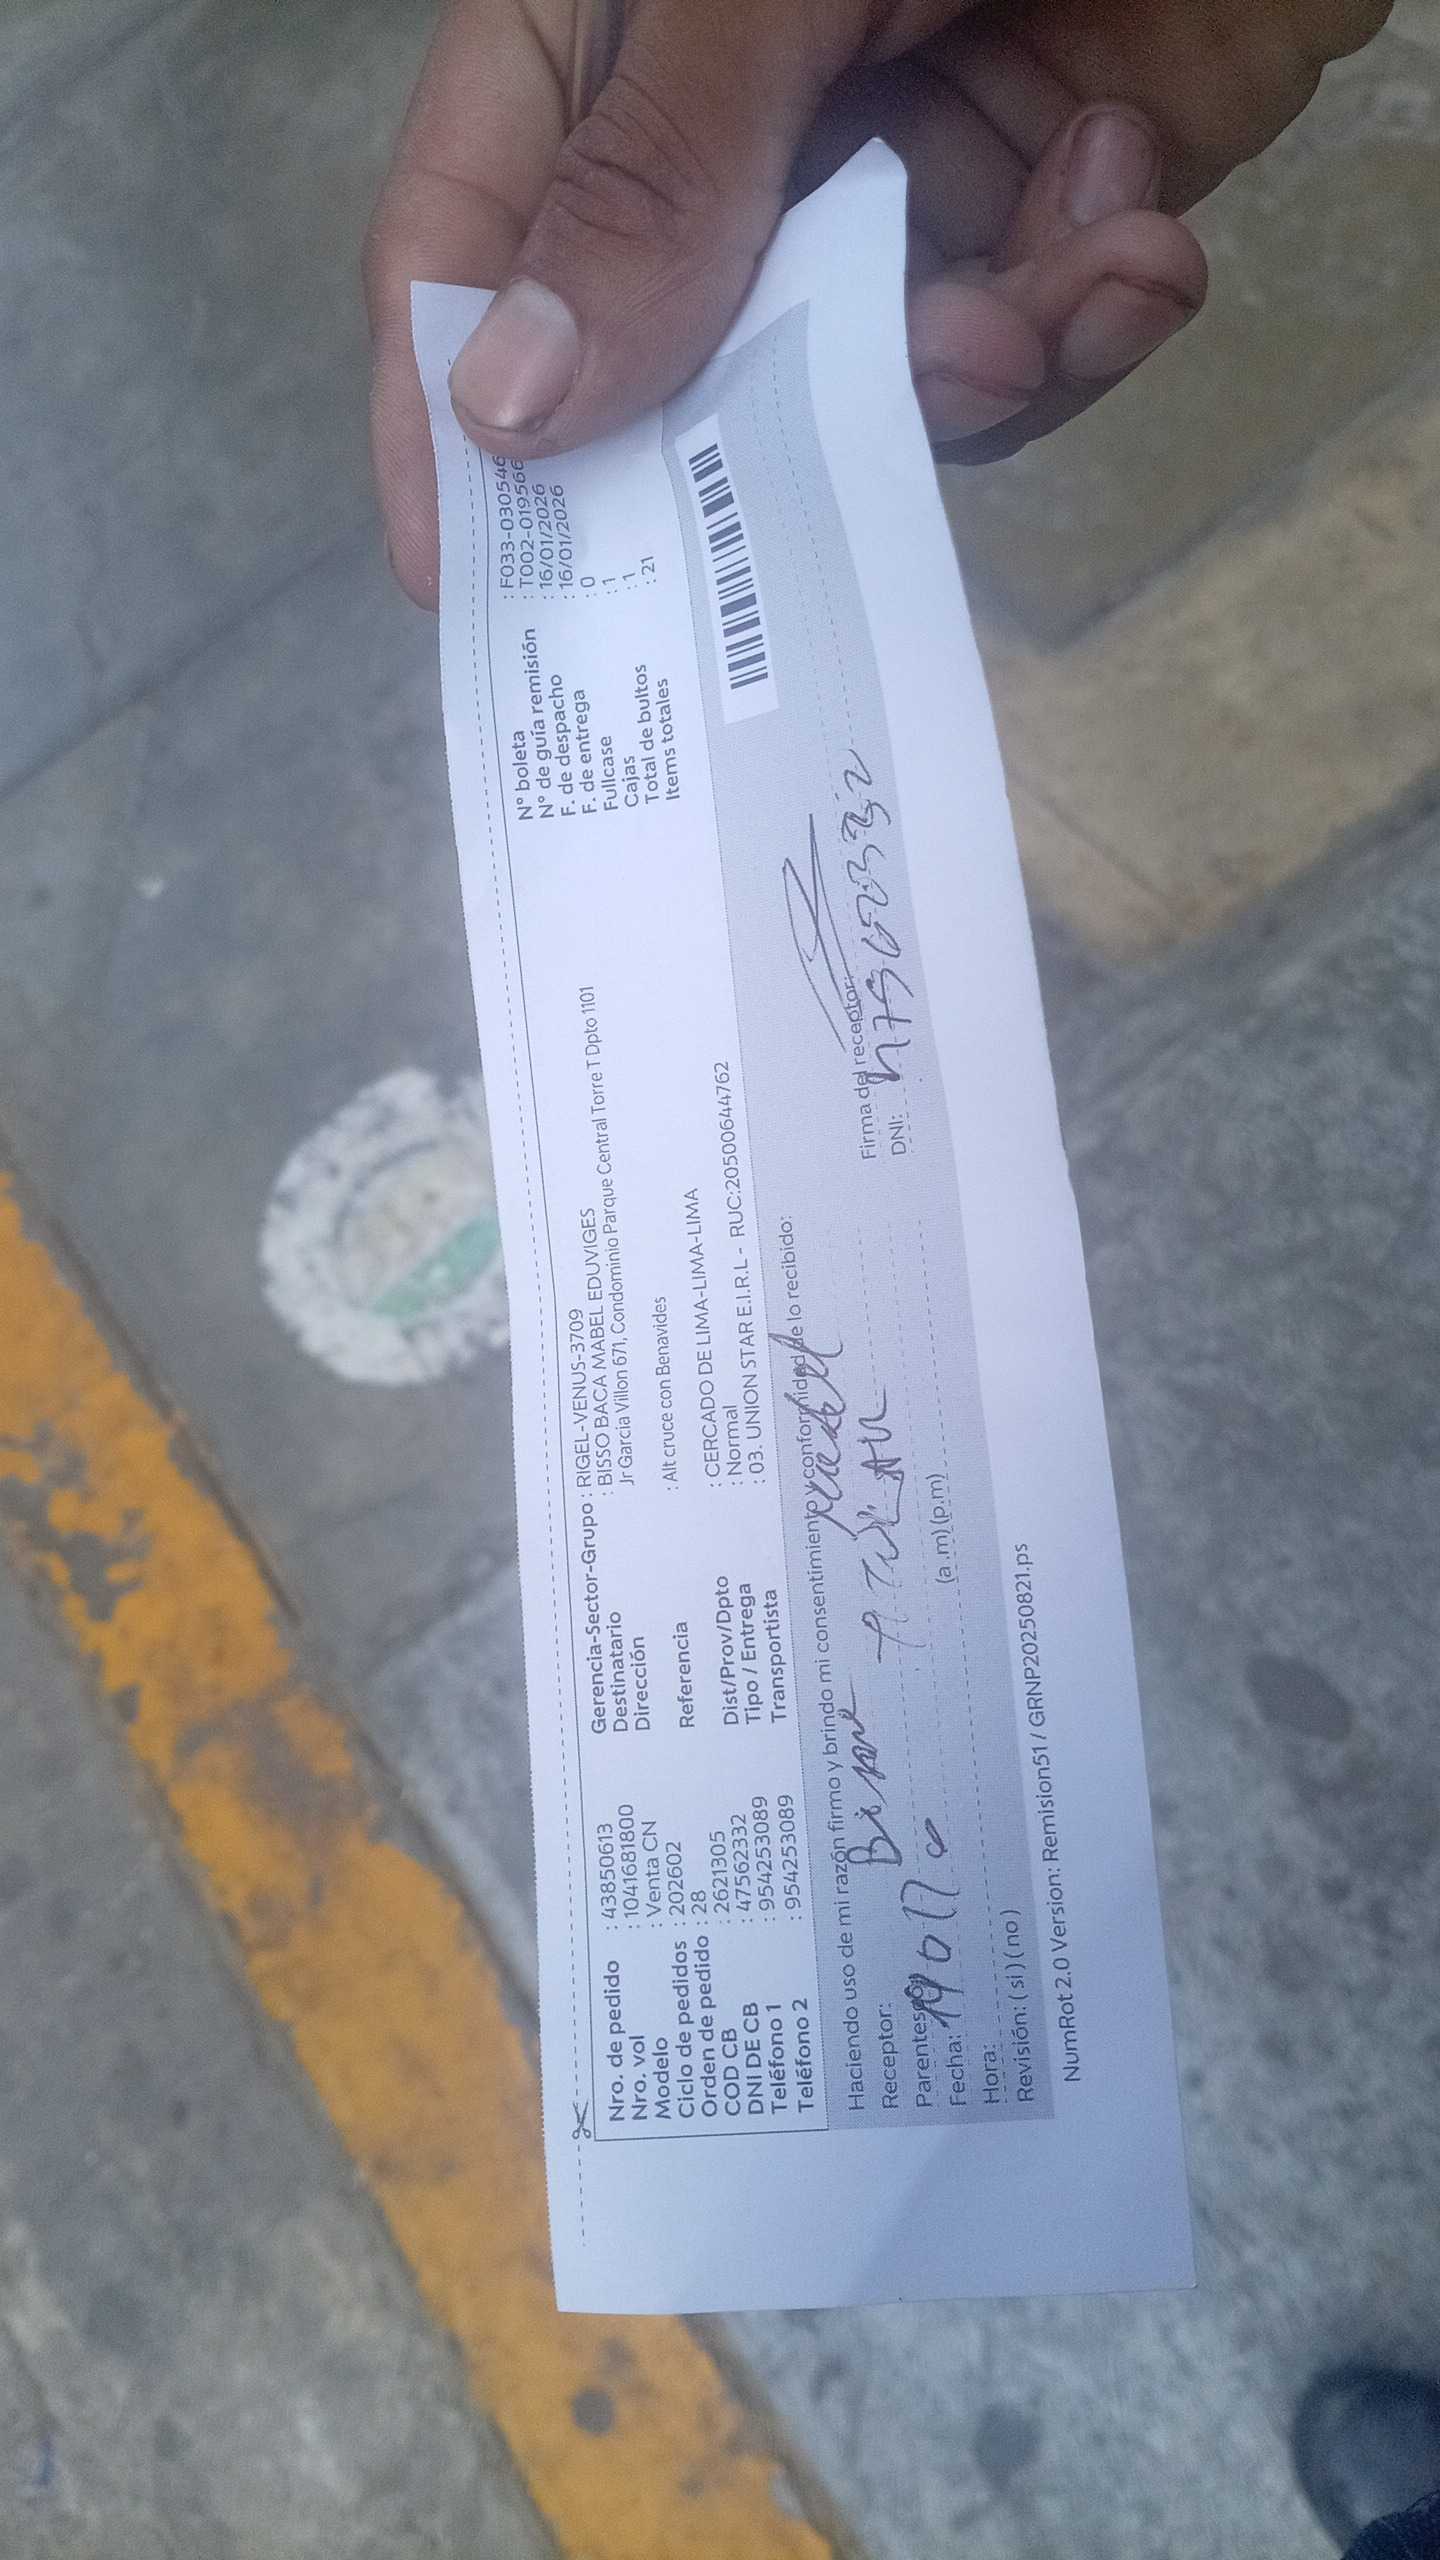 Nro. de pedido : 43850613
Nro. vol : 1041681800
Modelo : Venta CN
Ciclo de pedidos : 202602
Orden de pedido : 28
COD CB : 2621305
DNI DE CB : 47562332
Teléfono 1 : 954253089
Teléfono 2 : 954253089
Gerencia-Sector-Grupo : RIGEL-VENUS-3709
Destinatario : BISSO BACA MABEL EDUVIGES
Dirección Jr Garcia Villon 671, Condominio Parque Central Torre T Dpto 1101
Referencia : Alt cruce con Benavides
Dist/Prov/Dpto : CERCADO DE LIMA-LIMA-LIMA
Tipo / Entrega : Normal
Transportista : 03. UNION STAR E.I.R.L - RUC:20500644762
N° boleta : F033-030546
N° de guía remisión : T002-019566
F. de despacho : 16/01/2026
F. de entrega : 16/01/2026
Fullcase : 0
Cajas : 1
Total de bultos : 1
Items totales : 21
Haciendo uso de mi razón firmo y brindo mi consentimiento y conformidad de lo recibido:
Receptor:
Parentesco:
Fecha:
Hora: (a.m) (p.m)
Revisión: ( si ) ( no )
Firma del receptor:
DNI: 47562332
NumRot 2.0 Version: Remision51 / GRNP20250821.ps